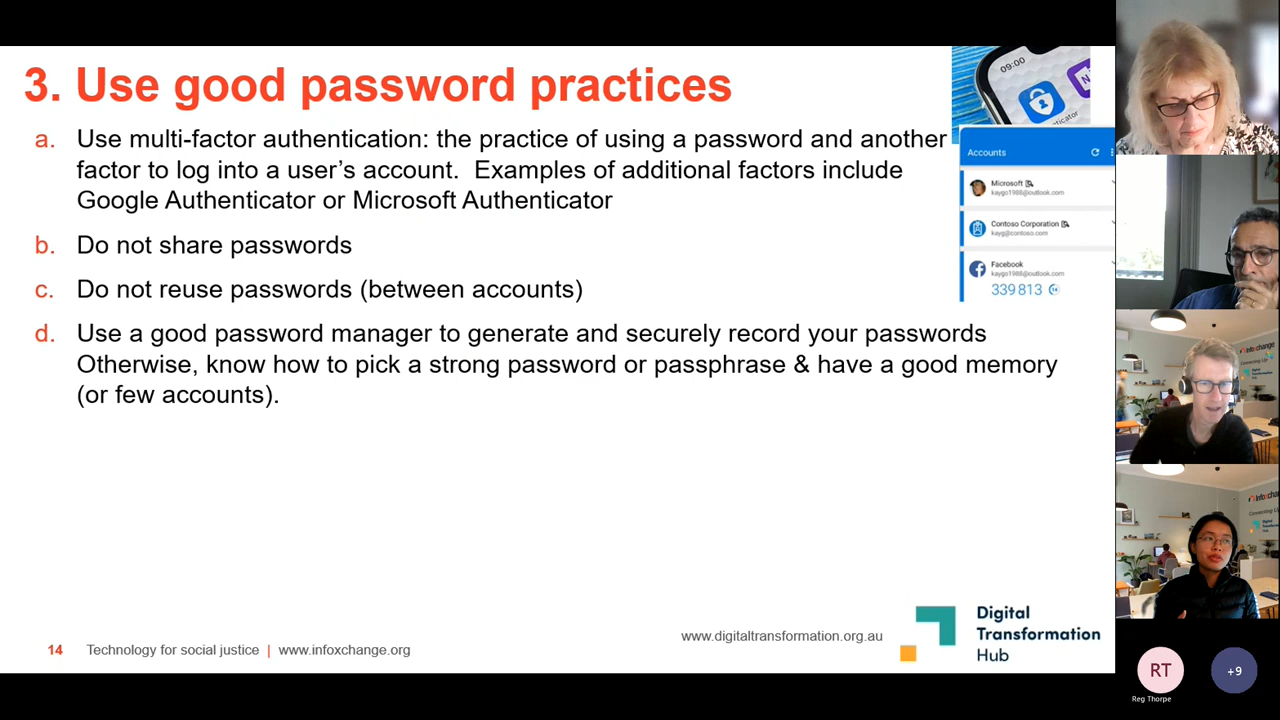 3. Use good password practices
a. Use multi-factor authentication: the practice of using a password and another
factor to log into a user’s account.  Examples of additional factors include
Google Authenticator or Microsoft Authenticator
b. Do not share passwords
c. Do not reuse passwords (between accounts)
d. Use a good password manager to generate and securely record your passwords
Otherwise, know how to pick a strong password or passphrase & have a good memory
(or few accounts).
09:00
Accounts
Microsoft
kaygo1988@outlook.com
Contoso Corporation
kayg@contoso.com
Facebook
kaygo1988@outlook.com
339 813
14 Technology for social justice | www.infoxchange.org
www.digitaltransformation.org.au
Digital
Transformation
Hub
infoxchange
RT
Reg Thorpe
+9